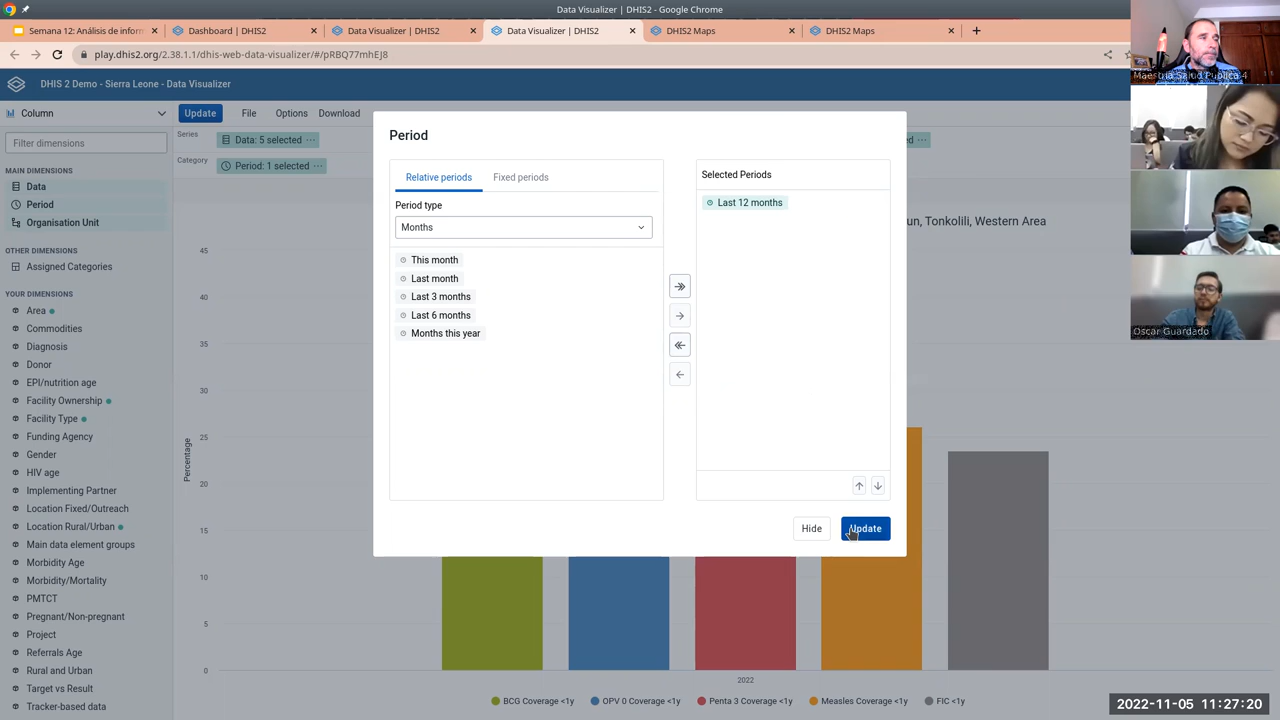 Data Visualizer | DHIS2 - Google Chrome
Semana 12: Análisis de infor
Dashboard | DHIS2
Data Visualizer | DHIS2
Data Visualizer | DHIS2
DHIS2 Maps
DHIS2 Maps
play.dhis2.org/2.38.1.1/dhis-web-data-visualizer/#/pRBQ77mhEJ8
DHIS 2 Demo - Sierra Leone - Data Visualizer
Column
Update
File
Options
Download
Filter dimensions
MAIN DIMENSIONS
Data
Period
Organisation Unit
OTHER DIMENSIONS
Assigned Categories
YOUR DIMENSIONS
Area
Commodities
Diagnosis
Donor
EPI/nutrition age
Facility Ownership
Facility Type
Funding Agency
Gender
HIV age
Implementing Partner
Location Fixed/Outreach
Location Rural/Urban
Main data element groups
Morbidity Age
Morbidity/Mortality
PMTCT
Pregnant/Non-pregnant
Project
Referrals Age
Rural and Urban
Target vs Result
Tracker-based data
Series
Data: 5 selected
Category
Period: 1 selected
Period
Relative periods
Fixed periods
Period type
Months
This month
Last month
Last 3 months
Last 6 months
Months this year
Selected Periods
Last 12 months
Hide
Update
un, Tonkolili, Western Area
Percentage
45
40
35
30
25
20
15
10
5
0
2022
BCG Coverage <1y
OPV 0 Coverage <1y
Penta 3 Coverage <1y
Measles Coverage <1y
FIC <1y
Maestria Salud Publica 4
Oscar Guardado
2022-11-05 11:27:20